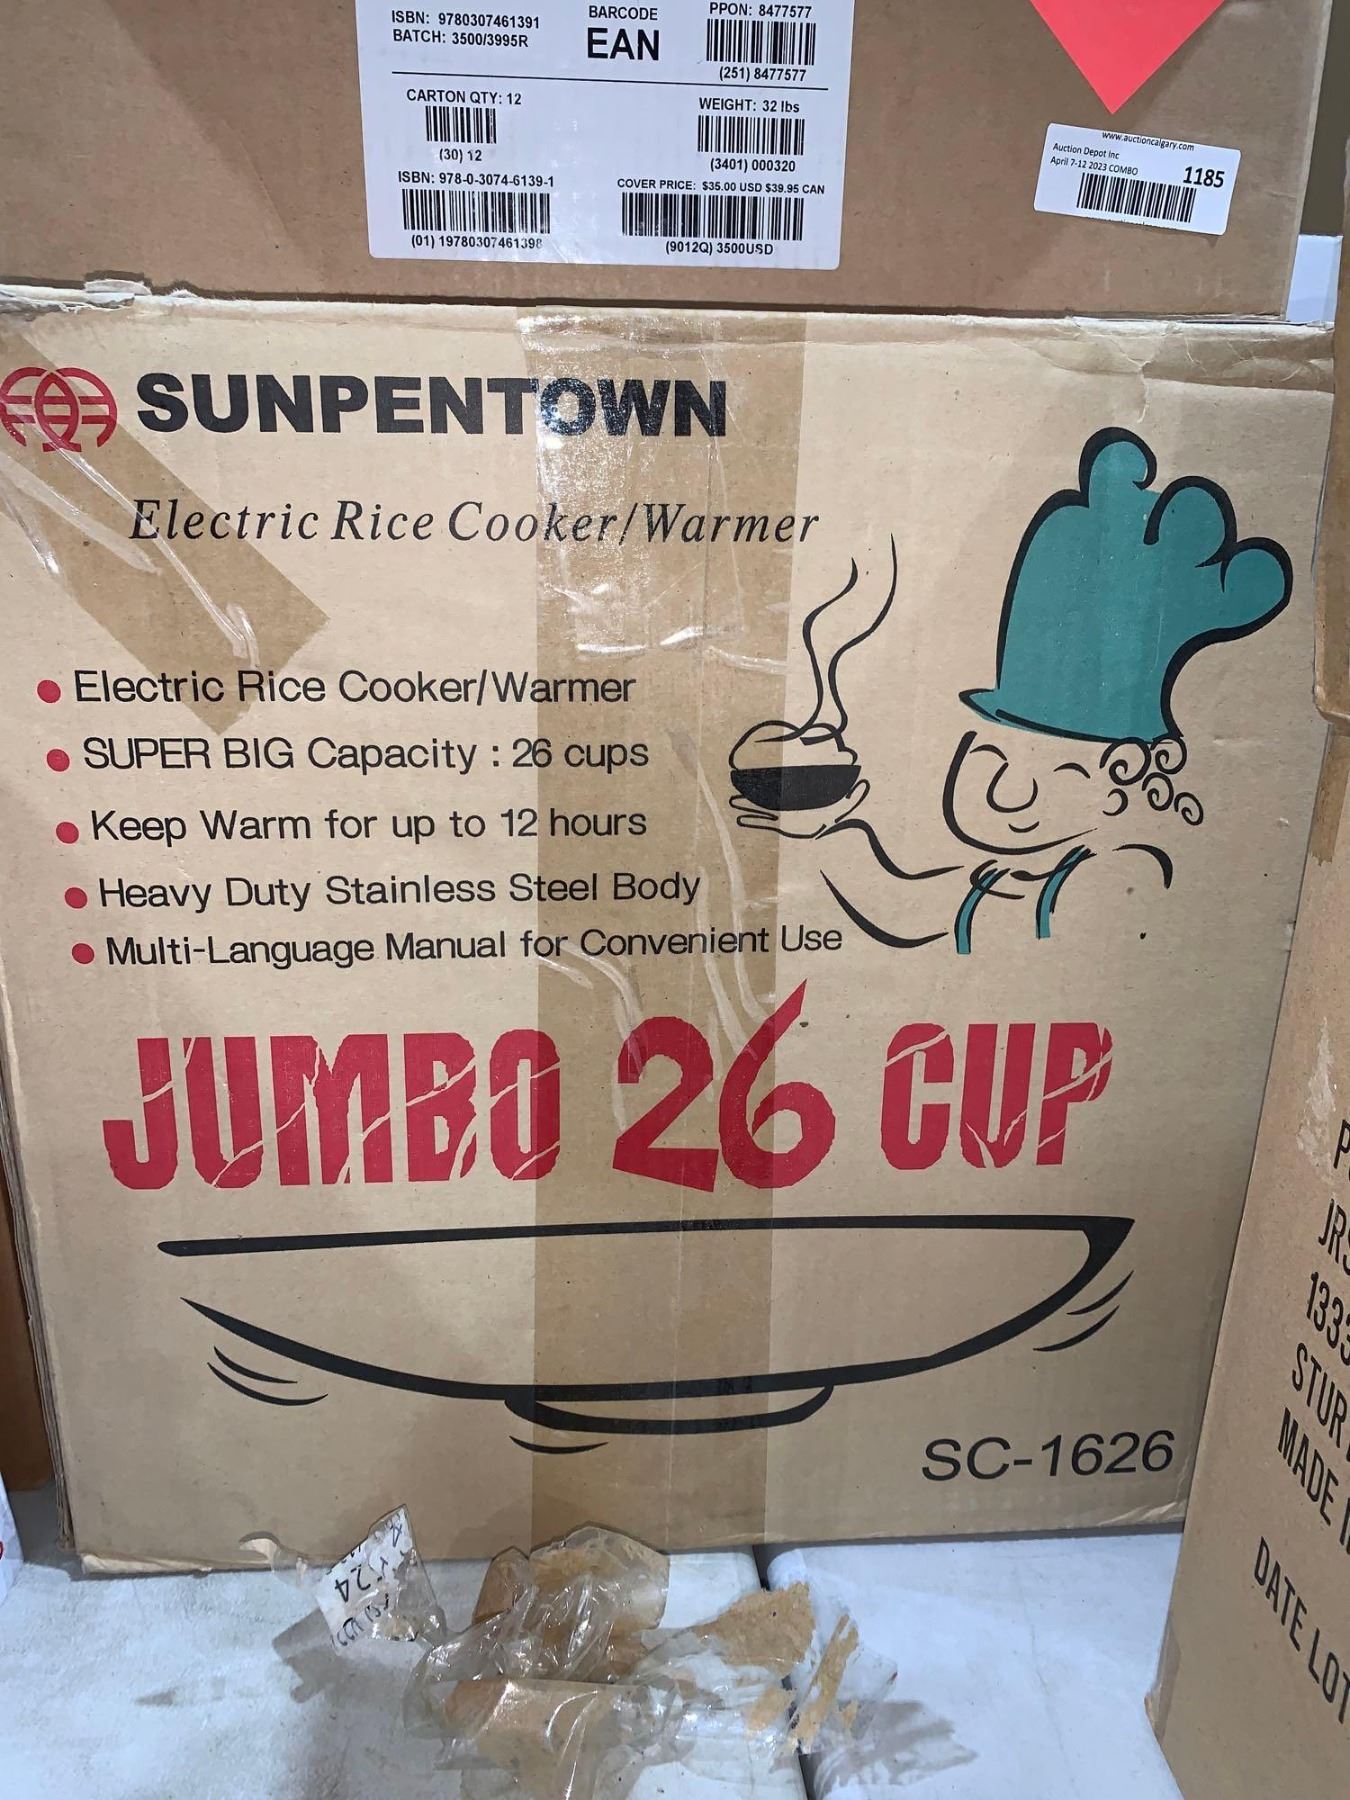 ISBN: 9780307461391
BATCH: 3500/3995R
BARCODE
EAN
PPON: 8477577
(251) 8477577
CARTON QTY: 12
(30) 12
WEIGHT: 32 lbs
(3401) 000320
ISBN: 978-0-3074-6139-1
(01) 19780307461398
COVER PRICE: $35.00 USD $39.95 CAN
(9012Q) 3500USD
www.auctioncalgary.com
Auction Depot Inc
April 7-12 2023 COMBO
1185
SUNPENTOWN
Electric Rice Cooker/Warmer
Electric Rice Cooker/Warmer
SUPER BIG Capacity : 26 cups
Keep Warm for up to 12 hours
Heavy Duty Stainless Steel Body
Multi-Language Manual for Convenient Use
JUMBO 26 CUP
SC-1626
1333
STUR
MADE
DATE LOT